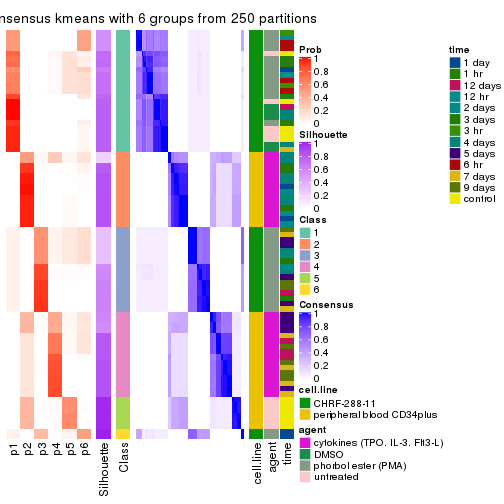 nsensus kmeans with 6 groups from 250 partitions
Prob
1
0.8
0.6
0.4
0.2
0
Silhouette
1
0.8
0.6
0.4
0.2
0
Class
1
2
3
4
5
6
Consensus
1
0.8
0.6
0.4
0.2
0
cell.line
CHRF-288-11
peripheral blood CD34plus
agent
cytokines (TPO, IL-3, Flt3-L)
DMSO
phorbol ester (PMA)
untreated
time
1 day
1 hr
12 days
12 hr
2 days
3 days
3 hr
4 days
5 days
6 hr
7 days
9 days
control
p1
p2
p3
p4
p5
p6
Silhouette
Class
cell.line
agent
time